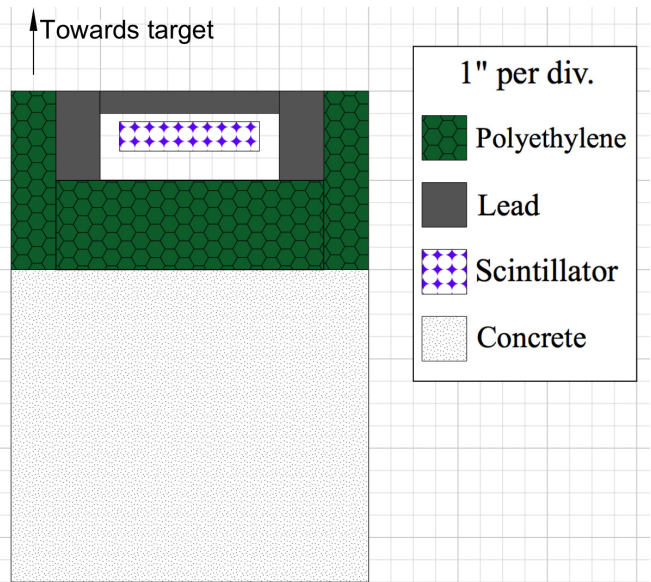 Towards target
1" per div.
Polyethylene
Lead
Scintillator
Concrete